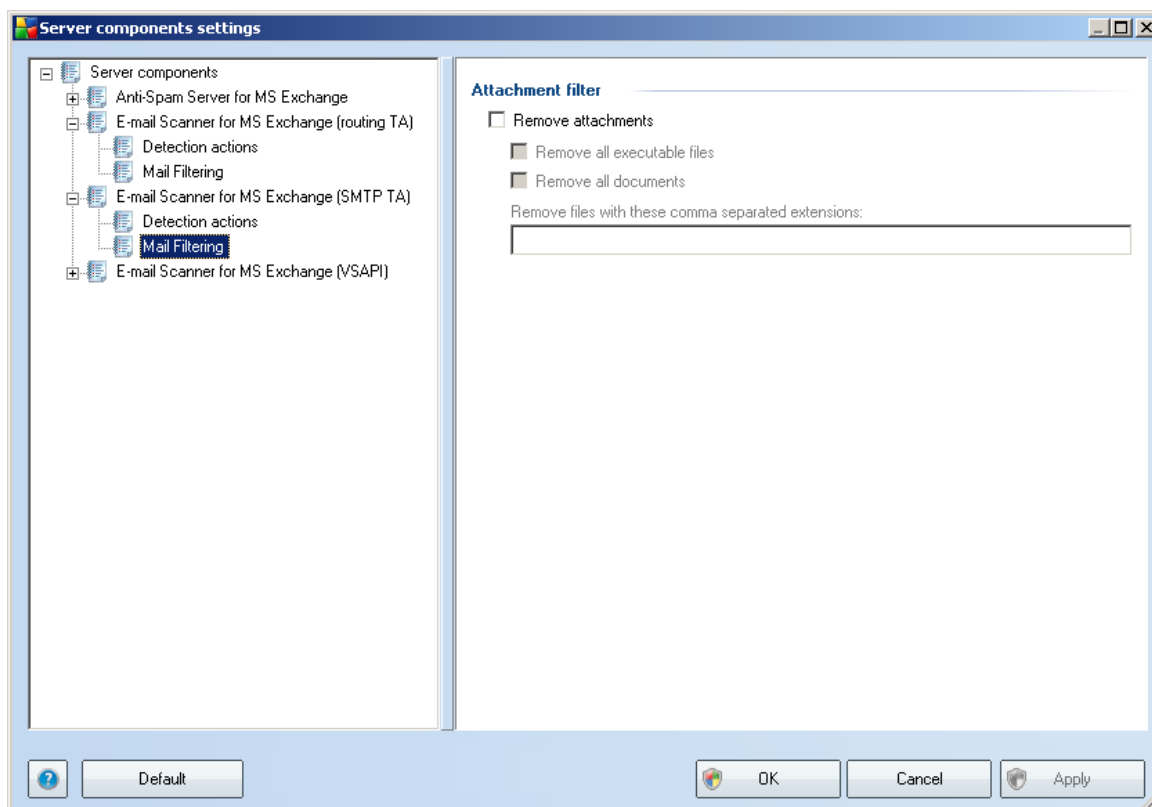 Server components settings
Server components
Anti-Spam Server for MS Exchange
E-mail Scanner for MS Exchange (routing TA)
Detection actions
Mail Filtering
E-mail Scanner for MS Exchange (SMTP TA)
Detection actions
Mail Filtering
E-mail Scanner for MS Exchange (VSAPI)
Attachment filter
Remove attachments
Remove all executable files
Remove all documents
Remove files with these comma separated extensions:
Default
OK
Cancel
Apply